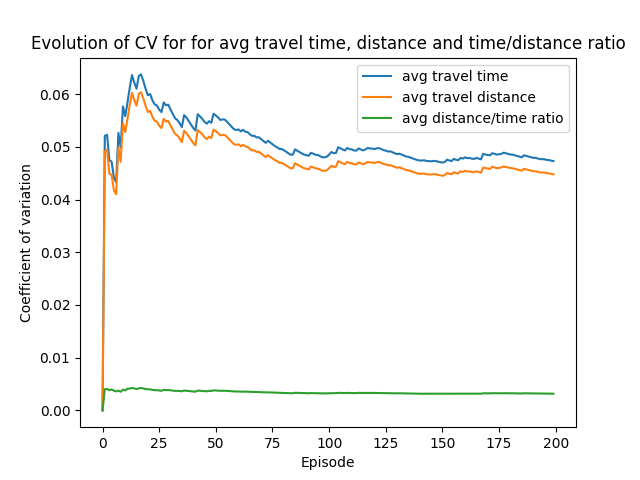 Evolution of CV for for avg travel time, distance and time/distance ratio
avg travel time
avg travel distance
avg distance/time ratio
Coefficient of variation
0.06
0.05
0.04
0.03
0.02
0.01
0.00
0 25 50 75 100 125 150 175 200
Episode